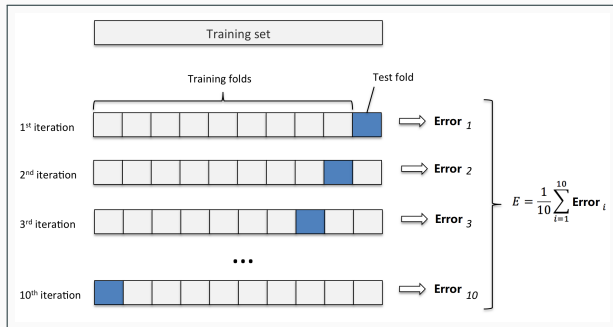 Training set
Training folds
Test fold
1st iteration
Error 1
2nd iteration
Error 2
3rd iteration
Error 3
...
10th iteration
Error 10
E = 1/10 ∑ i=1 10 Error i